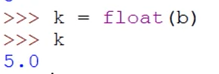 >>> k = float(b)
>>> k
5.0